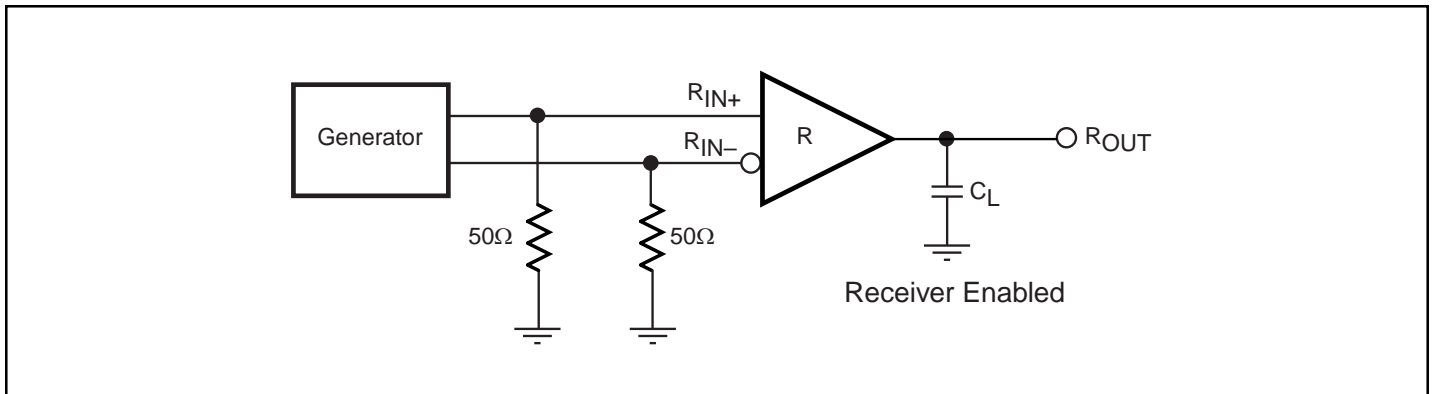 Generator
RIN+
RIN–
R
ROUT
CL
50Ω
50Ω
Receiver Enabled